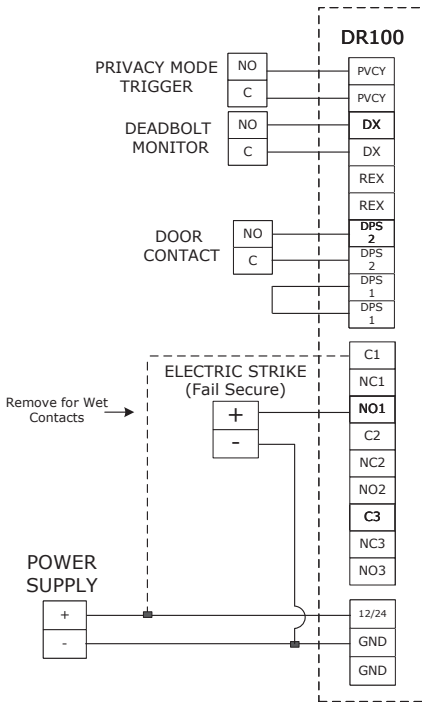 DR100
PRIVACY MODE
TRIGGER
NO
C
PVCY
PVCY
DEADBOLT
MONITOR
NO
C
DX
DX
REX
REX
DOOR
CONTACT
NO
C
DPS
2
DPS
2
DPS
1
DPS
1
C1
NC1
NO1
C2
NC2
NO2
C3
NC3
NO3
ELECTRIC STRIKE
(Fail Secure)
+
-
Remove for Wet
Contacts
POWER
SUPPLY
+
-
12/24
GND
GND